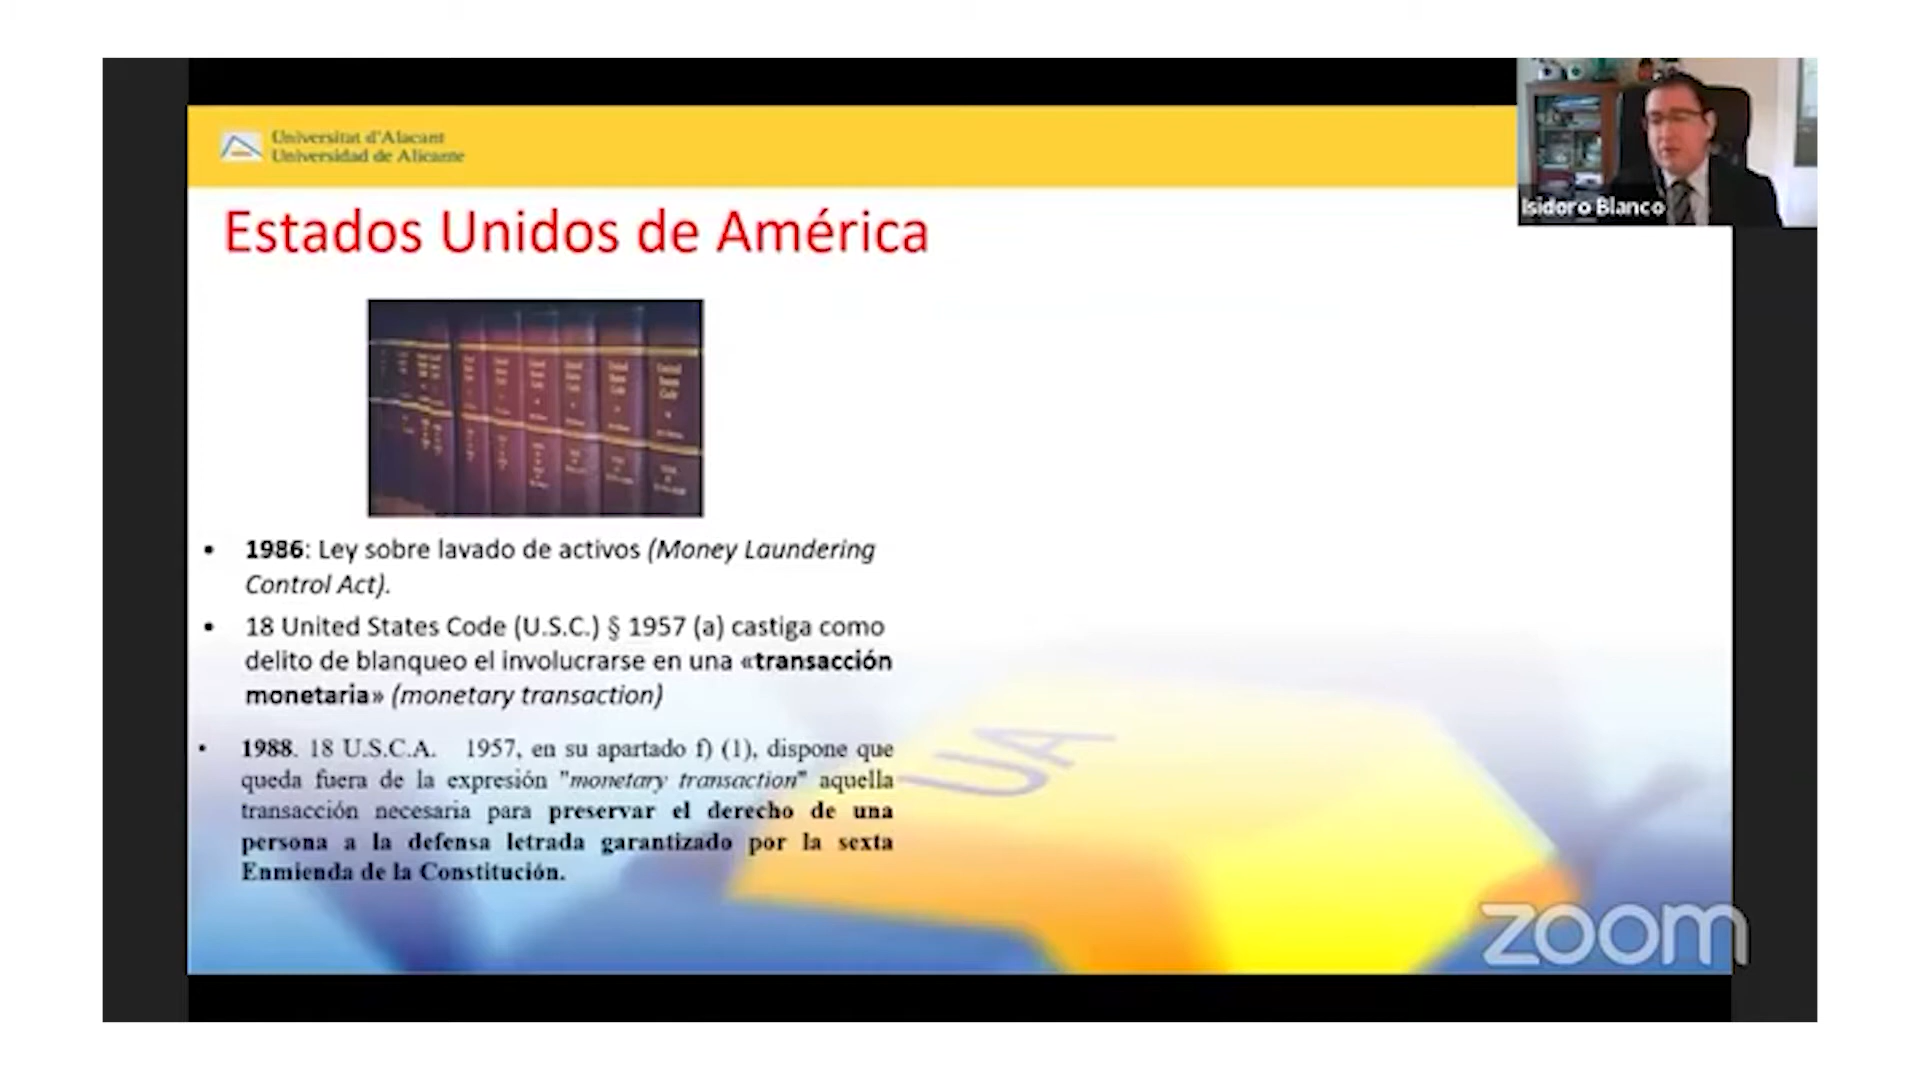 Universitat d'Alacant
Universidad de Alicante
Isidoro Blanco
Estados Unidos de América
United States Code
• 1986: Ley sobre lavado de activos (Money Laundering
Control Act).
• 18 United States Code (U.S.C.) § 1957 (a) castiga como
delito de blanqueo el involucrarse en una «transacción
monetaria» (monetary transaction)
• 1988. 18 U.S.C.A. 1957, en su apartado f) (1), dispone que
queda fuera de la expresión "monetary transaction" aquella
transacción necesaria para preservar el derecho de una
persona a la defensa letrada garantizado por la sexta
Enmienda de la Constitución.
UA
zoom